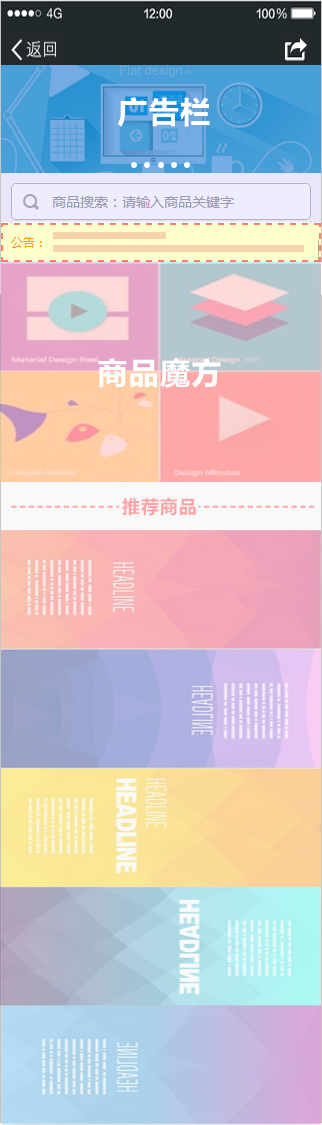 4G 12:00 100%
返回
Flat design
广告栏
02
商品搜索：请输入商品关键字
公告：
Material Design Reel
Material Design
商品魔方
Design Minutes
推荐商品
HEADLINE
HEADLINE
HEADLINE
HEADLINE
HEADLINE
HEADLINE